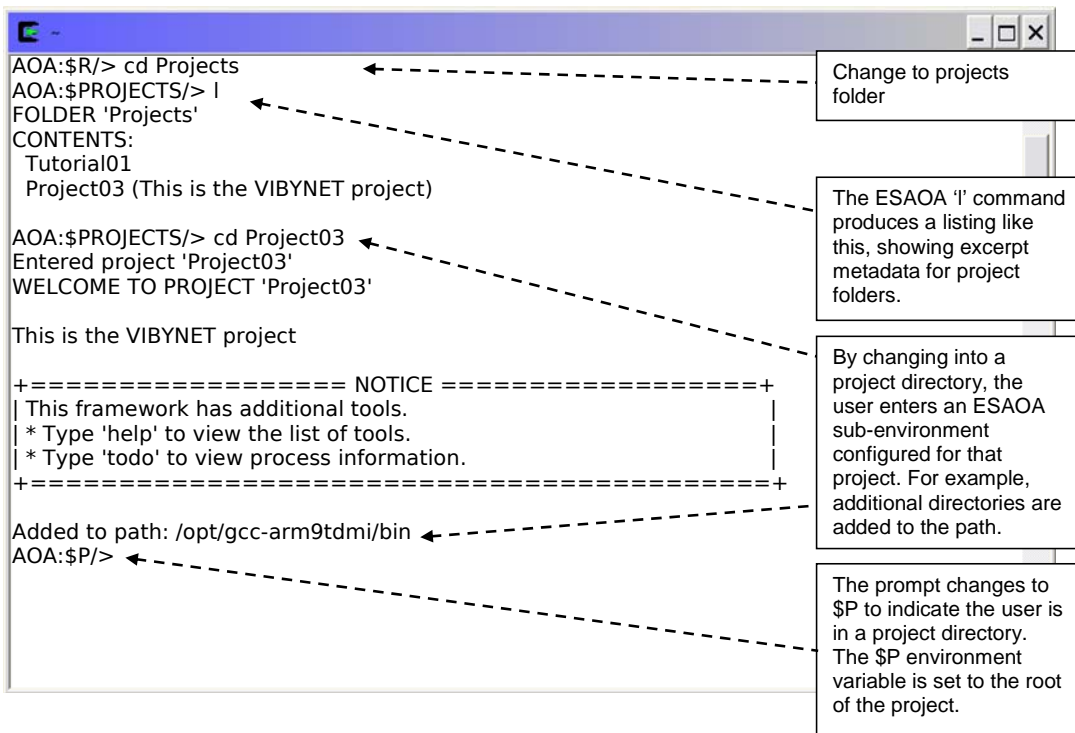 ~
AOA:$R/> cd Projects
AOA:$PROJECTS/> l
FOLDER 'Projects'
CONTENTS:
Tutorial01
Project03 (This is the VIBYNET project)
AOA:$PROJECTS/> cd Project03
Entered project 'Project03'
WELCOME TO PROJECT 'Project03'
This is the VIBYNET project
+================== NOTICE ==================+
| This framework has additional tools. |
| * Type 'help' to view the list of tools. |
| * Type 'todo' to view process information. |
+==========================================+
Added to path: /opt/gcc-arm9tdmi/bin
AOA:$P/>
Change to projects
folder
The ESAOA ‘l’ command
produces a listing like
this, showing excerpt
metadata for project
folders.
By changing into a
project directory, the
user enters an ESAOA
sub-environment
configured for that
project. For example,
additional directories are
added to the path.
The prompt changes to
$P to indicate the user is
in a project directory.
The $P environment
variable is set to the root
of the project.